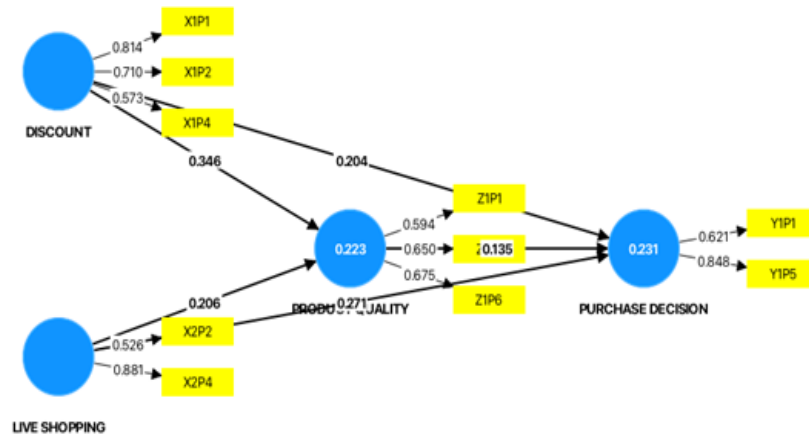 X1P1
0.814
0.710
X1P2
0.573
X1P4
DISCOUNT
0.346
0.204
Z1P1
0.594
Y1P1
0.621
0.223
0.650
0.135
0.231
0.848
Y1P5
0.675
Z1P6
0.206
0.271
PRODUCT QUALITY
PURCHASE DECISION
X2P2
0.526
0.881
X2P4
LIVE SHOPPING